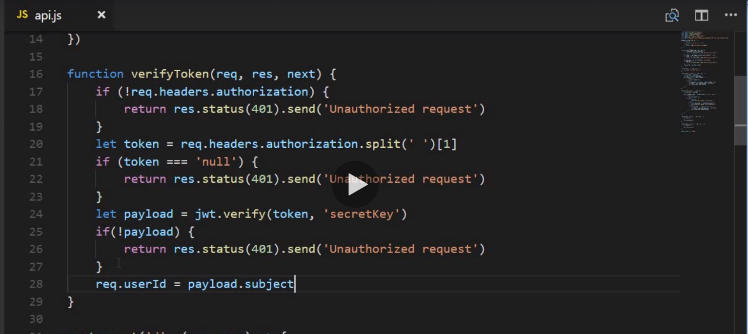 JS api.js ×
14 })
15
16 function verifyToken(req, res, next) {
17 if (!req.headers.authorization) {
18 return res.status(401).send('Unauthorized request')
19 }
20 let token = req.headers.authorization.split(' ')[1]
21 if (token === 'null') {
22 return res.status(401).send('Unauthorized request')
23 }
24 let payload = jwt.verify(token, 'secretKey')
25 if(!payload) {
26 return res.status(401).send('Unauthorized request')
27 }
28 req.userId = payload.subject
29 }
30